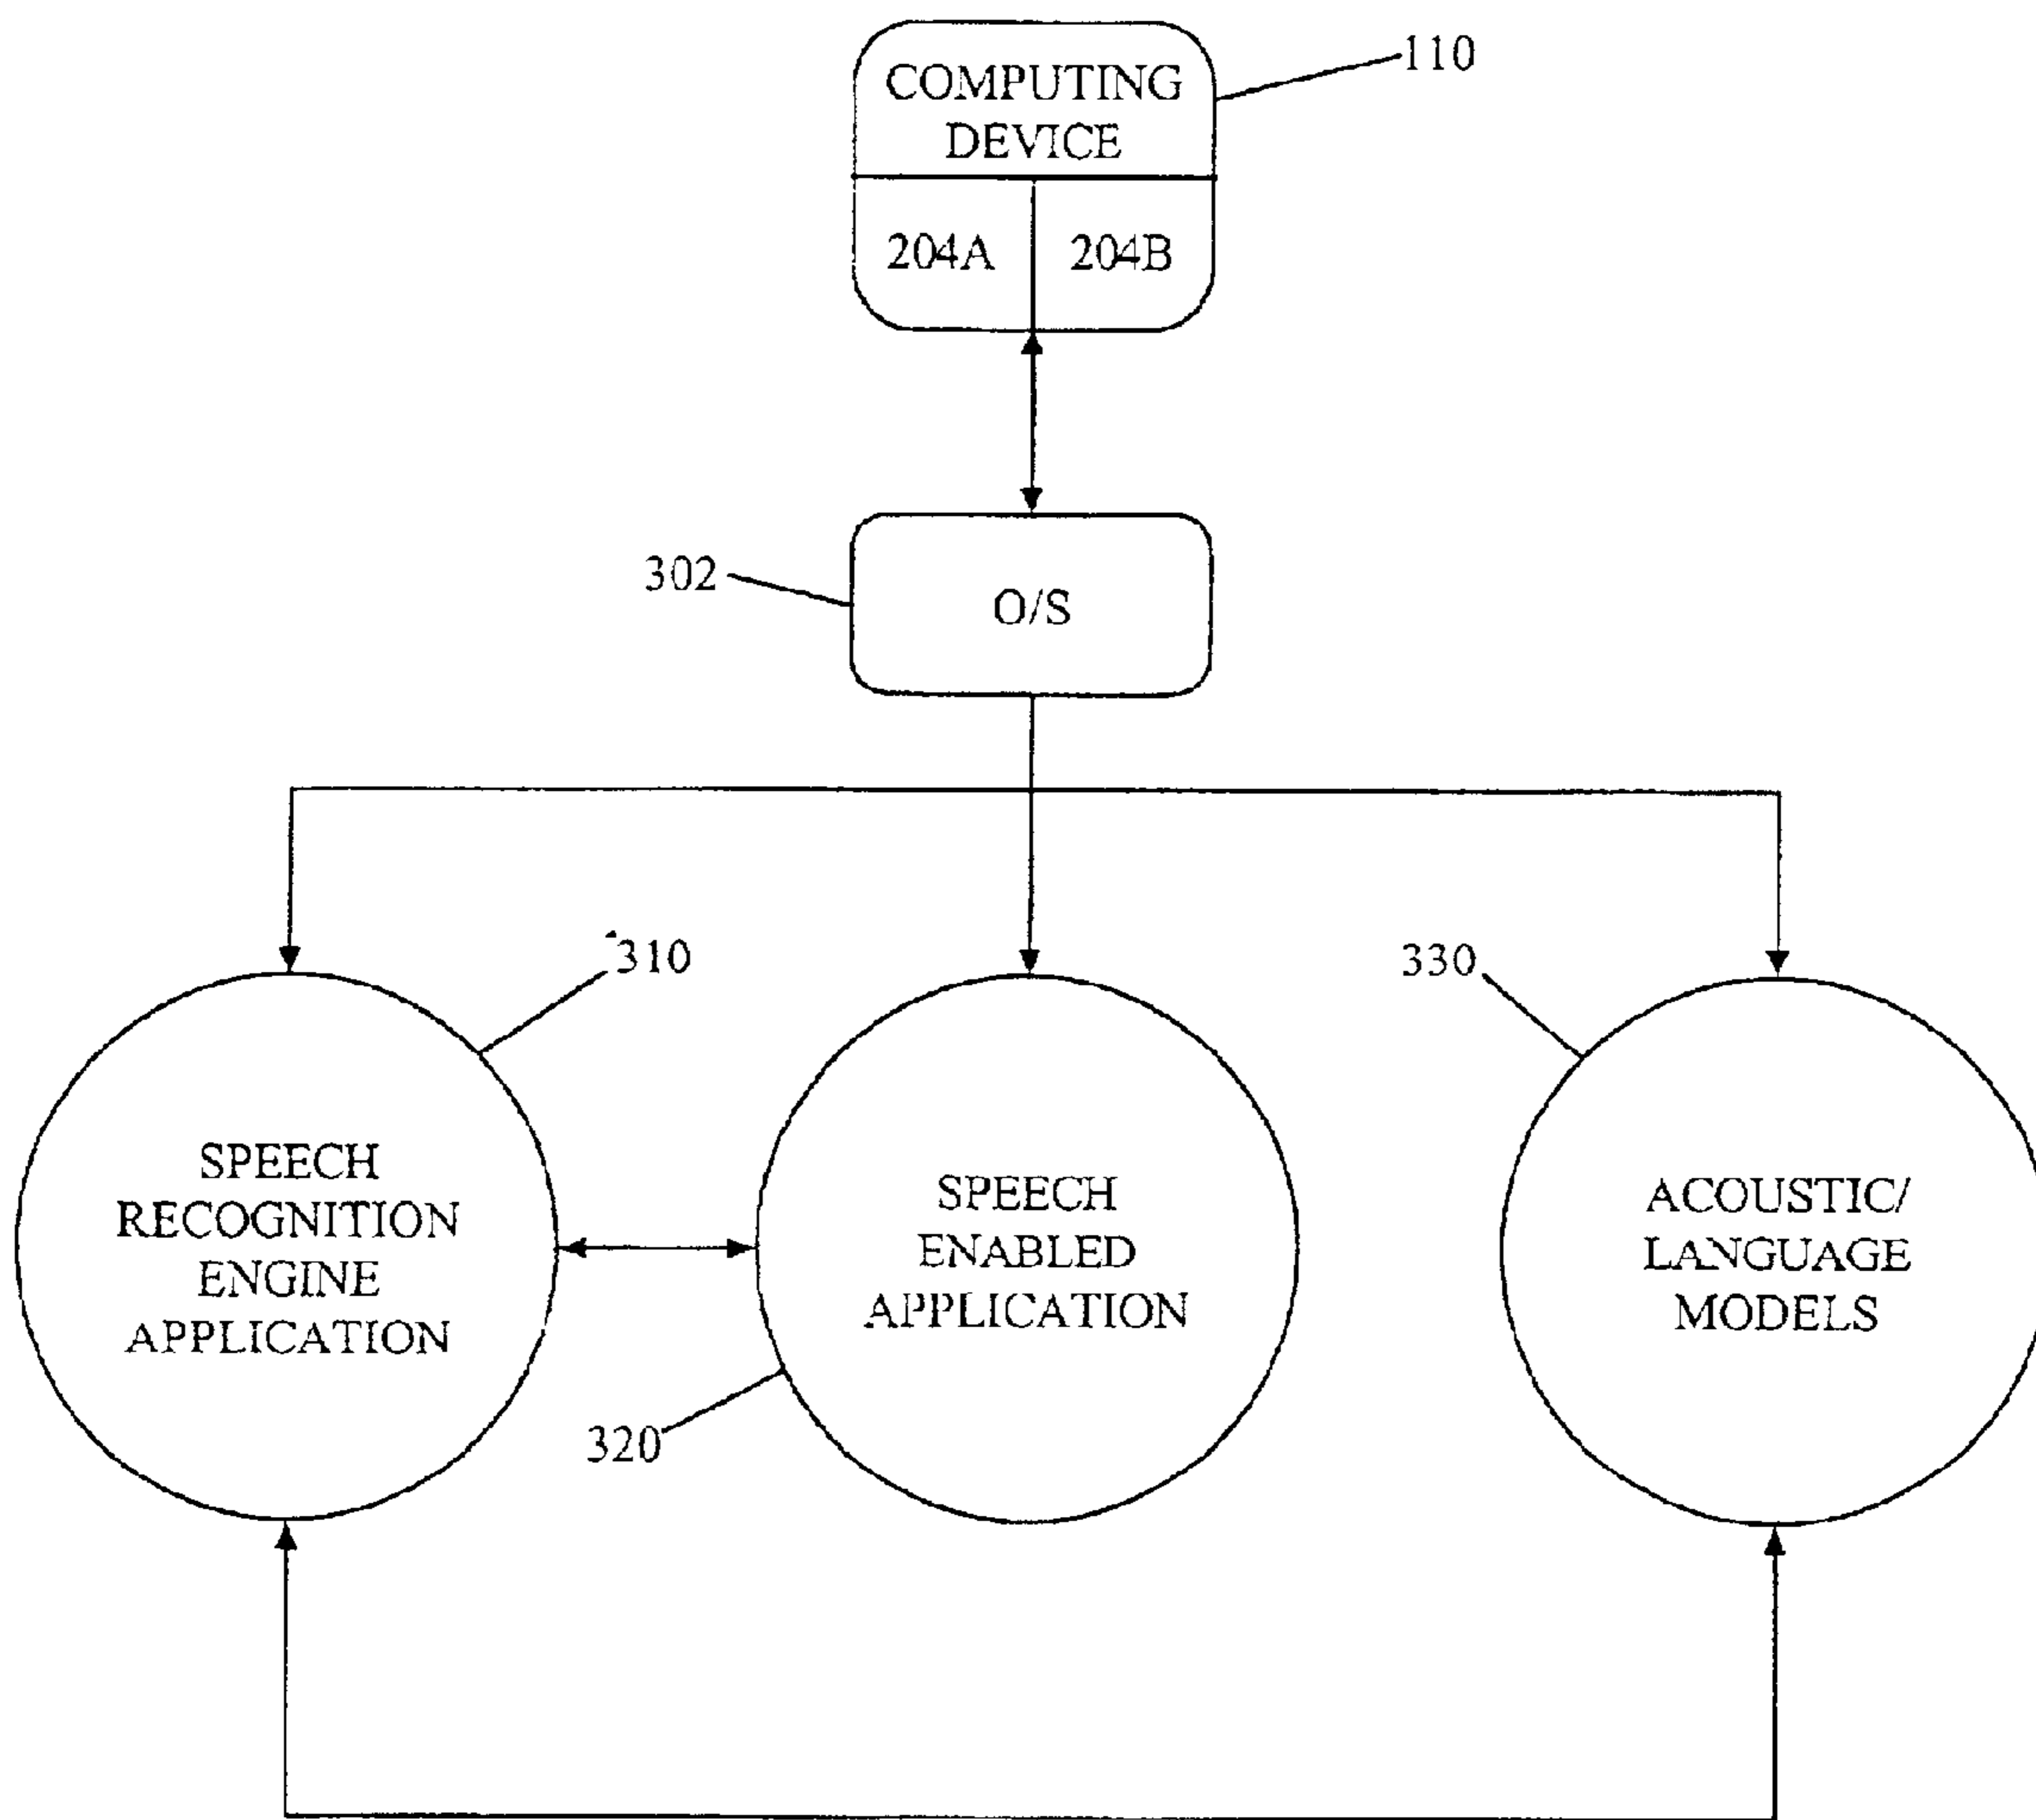 COMPUTING
DEVICE
110
204A
204B
302
O/S
310
330
SPEECH
RECOGNITION
ENGINE
APPLICATION
SPEECH
ENABLED
APPLICATION
ACOUSTIC/
LANGUAGE
MODELS
320